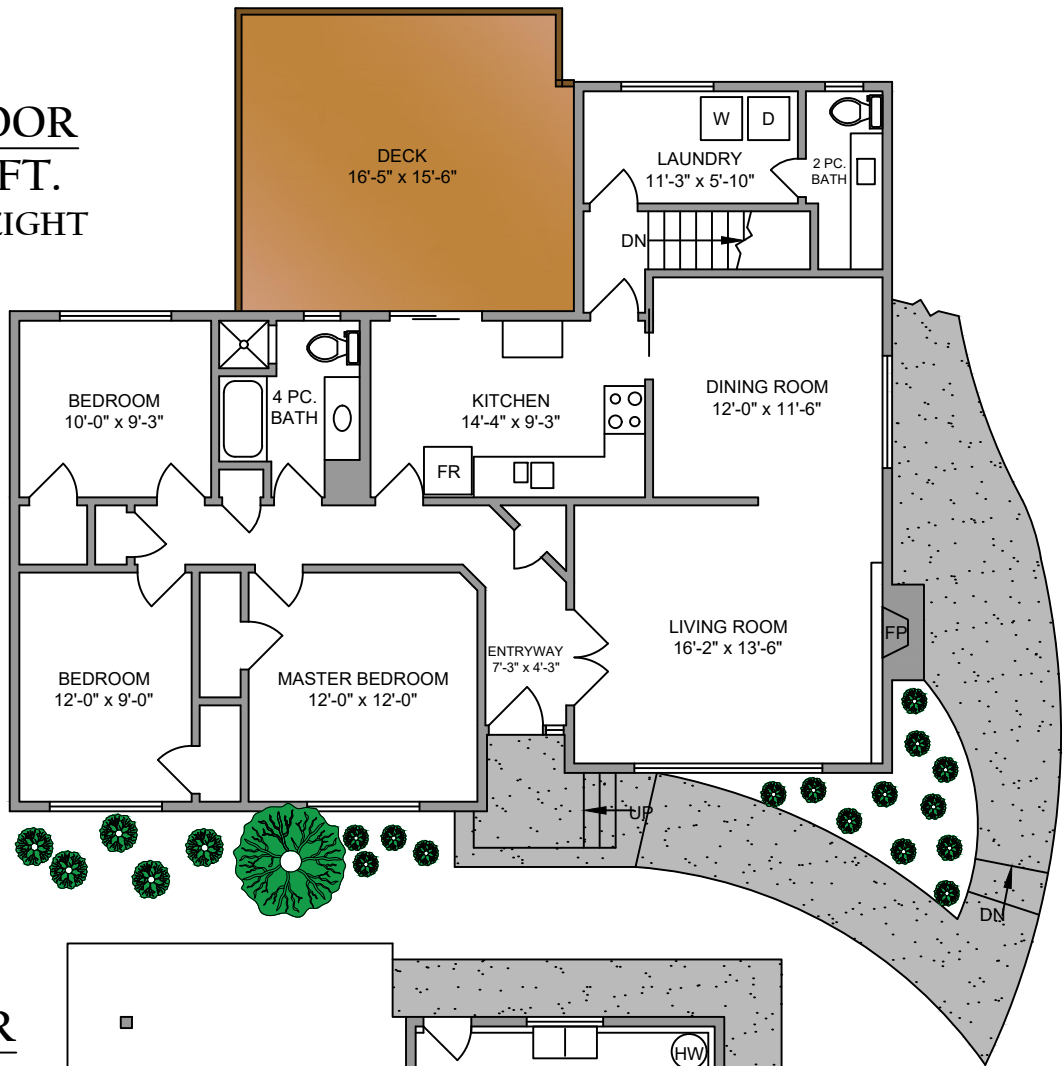 FT.
DECK
16'-5" x 15'-6"
W
D
LAUNDRY
11'-3" x 5'-10"
2 PC.
BATH
DN
BEDROOM
10'-0" x 9'-3"
4 PC.
BATH
KITCHEN
14'-4" x 9'-3"
FR
DINING ROOM
12'-0" x 11'-6"
BEDROOM
12'-0" x 9'-0"
MASTER BEDROOM
12'-0" x 12'-0"
ENTRYWAY
7'-3" x 4'-3"
LIVING ROOM
16'-2" x 13'-6"
FP
UP
DN
HW